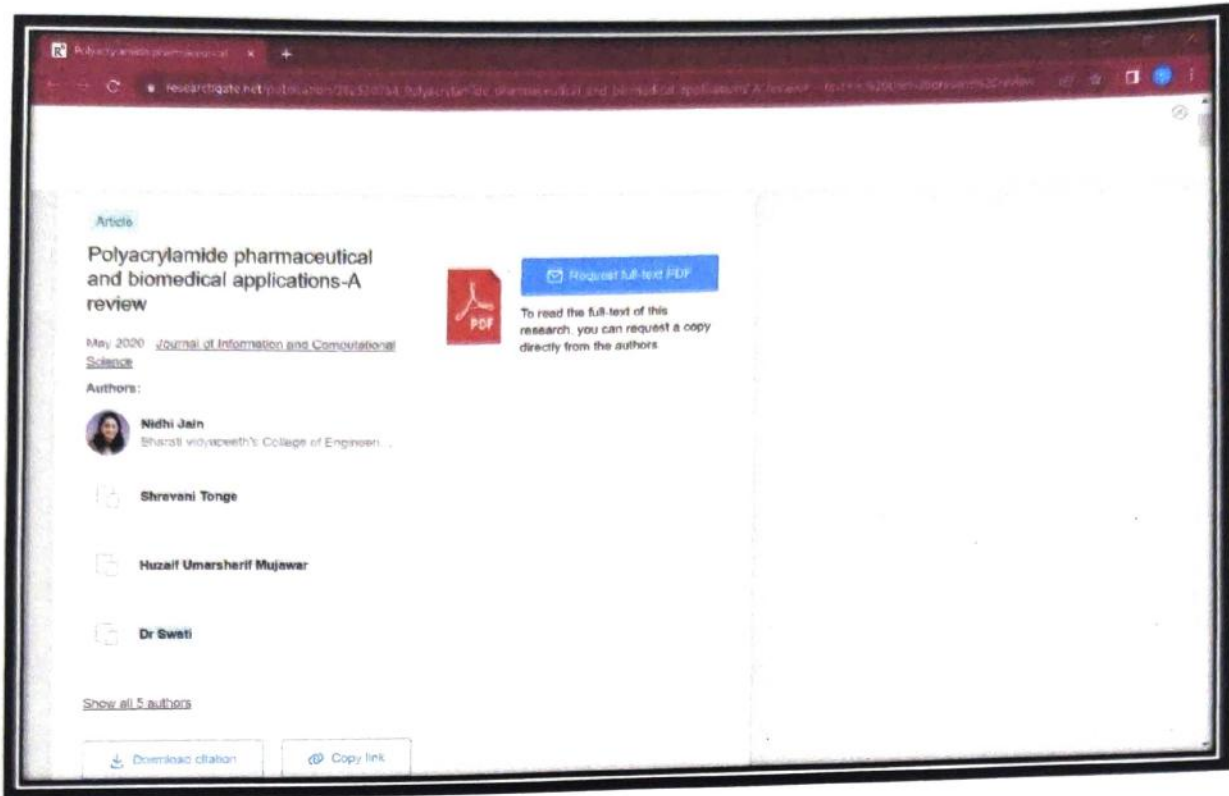 Polyacrylamide pharmaceutical
Article
Polyacrylamide pharmaceutical
and biomedical applications-A
review
May 2020 Journal of Information and Computational
Science
Authors:
Nidhi Jain
Bharati vidyapeeth's College of Engineeri...
Shravani Tonge
Huzaif Umarsherif Mujawar
Dr Swati
Show all 5 authors
Download citation
Copy link
PDF
Request full-text PDF
To read the full-text of this
research, you can request a copy
directly from the authors